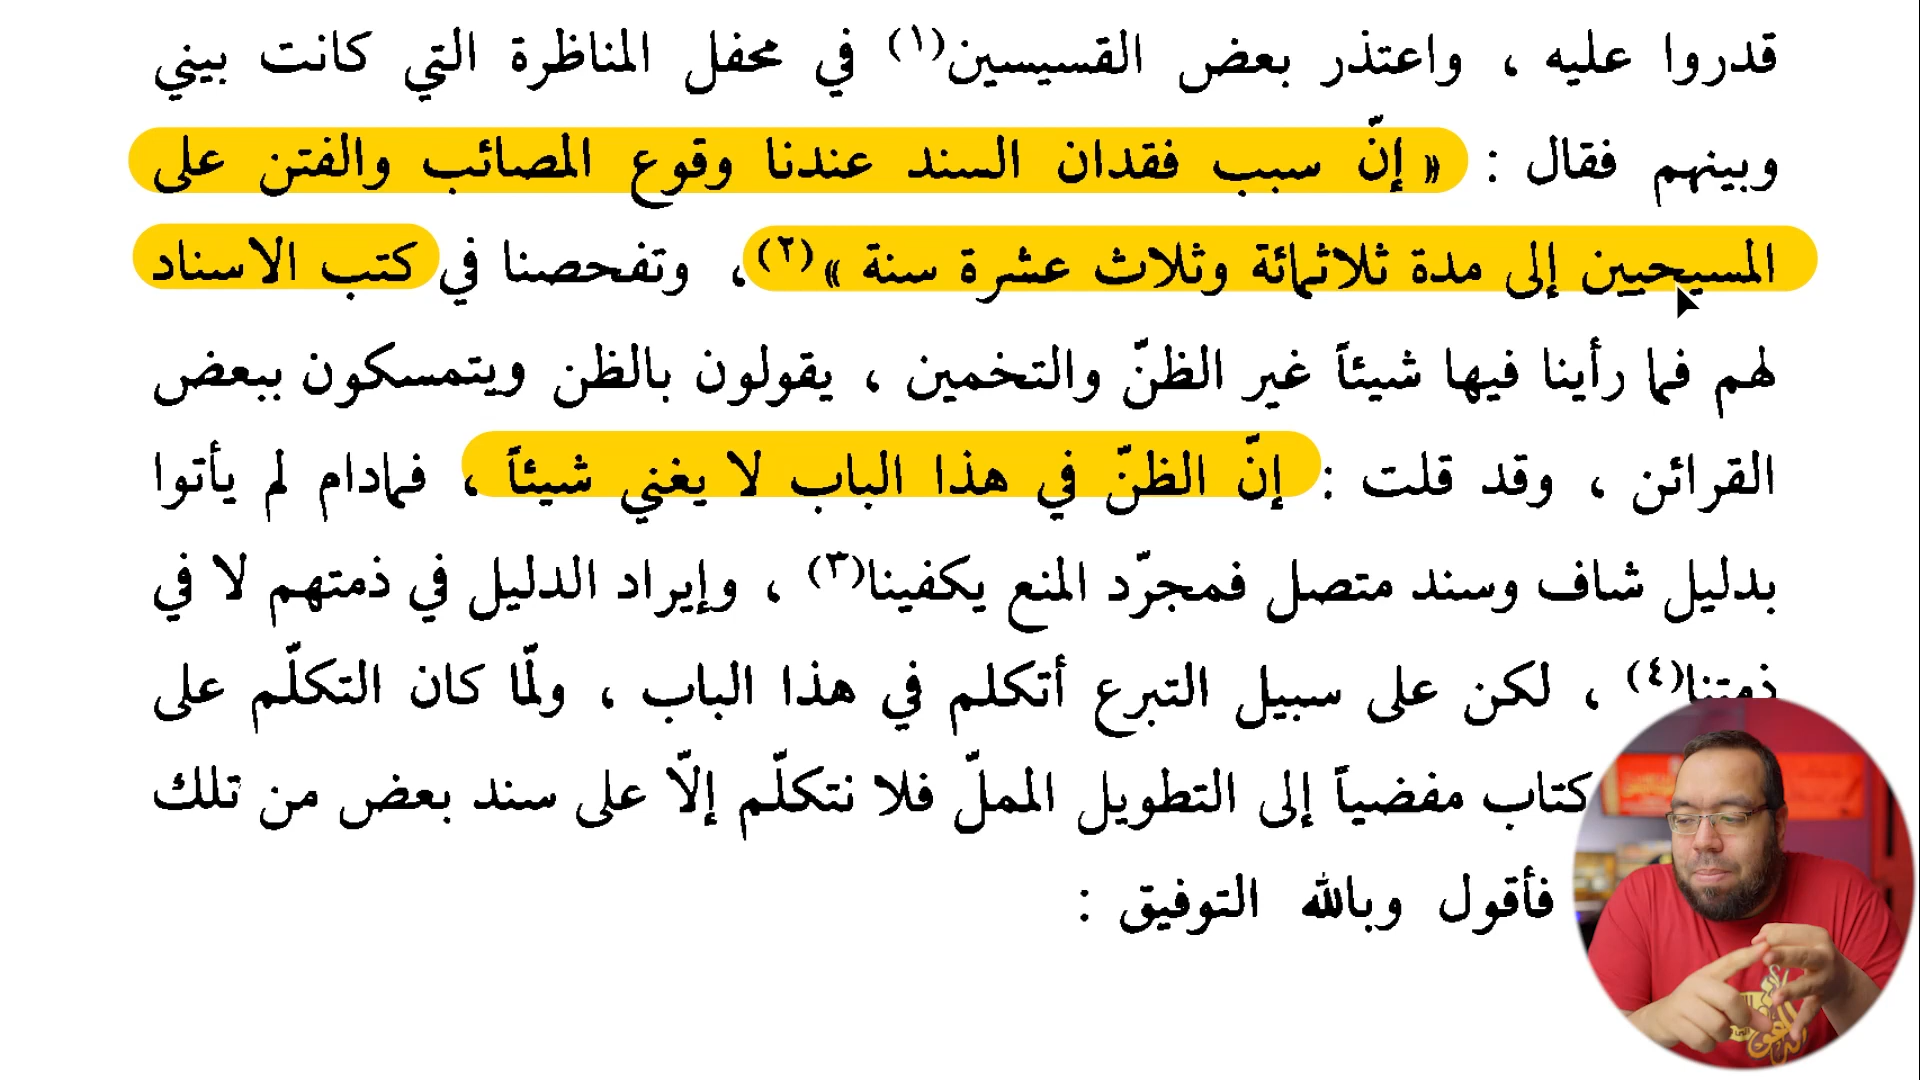 قدروا عليه ، واعتذر بعض القسيسين(١) في محفل المناظرة التي كانت بيني
وبينهم فقال : « إنّ سبب فقدان السند عندنا وقوع المصائب والفتن على
المسيحيين إلى مدة ثلاثمائة وثلاث عشرة سنة »(٢)، وتفحصنا في كتب الاسناد
لهم فما رأينا فيها شيئاً غير الظنّ والتخمين ، يقولون بالظن ويتمسكون ببعض
القرائن ، وقد قلت : إنّ الظنّ في هذا الباب لا يغني شيئاً ، فمادام لم يأتوا
بدليل شاف وسند متصل فمجرّد المنع يكفينا(٣) ، وإيراد الدليل في ذمتهم لا في
ذمتنا(٤) ، لكن على سبيل التبرع أتكلم في هذا الباب ، ولمّا كان التكلّم على
كتاب مفضياً إلى التطويل المملّ فلا نتكلّم إلّا على سند بعض من تلك
فأقول وبالله التوفيق :